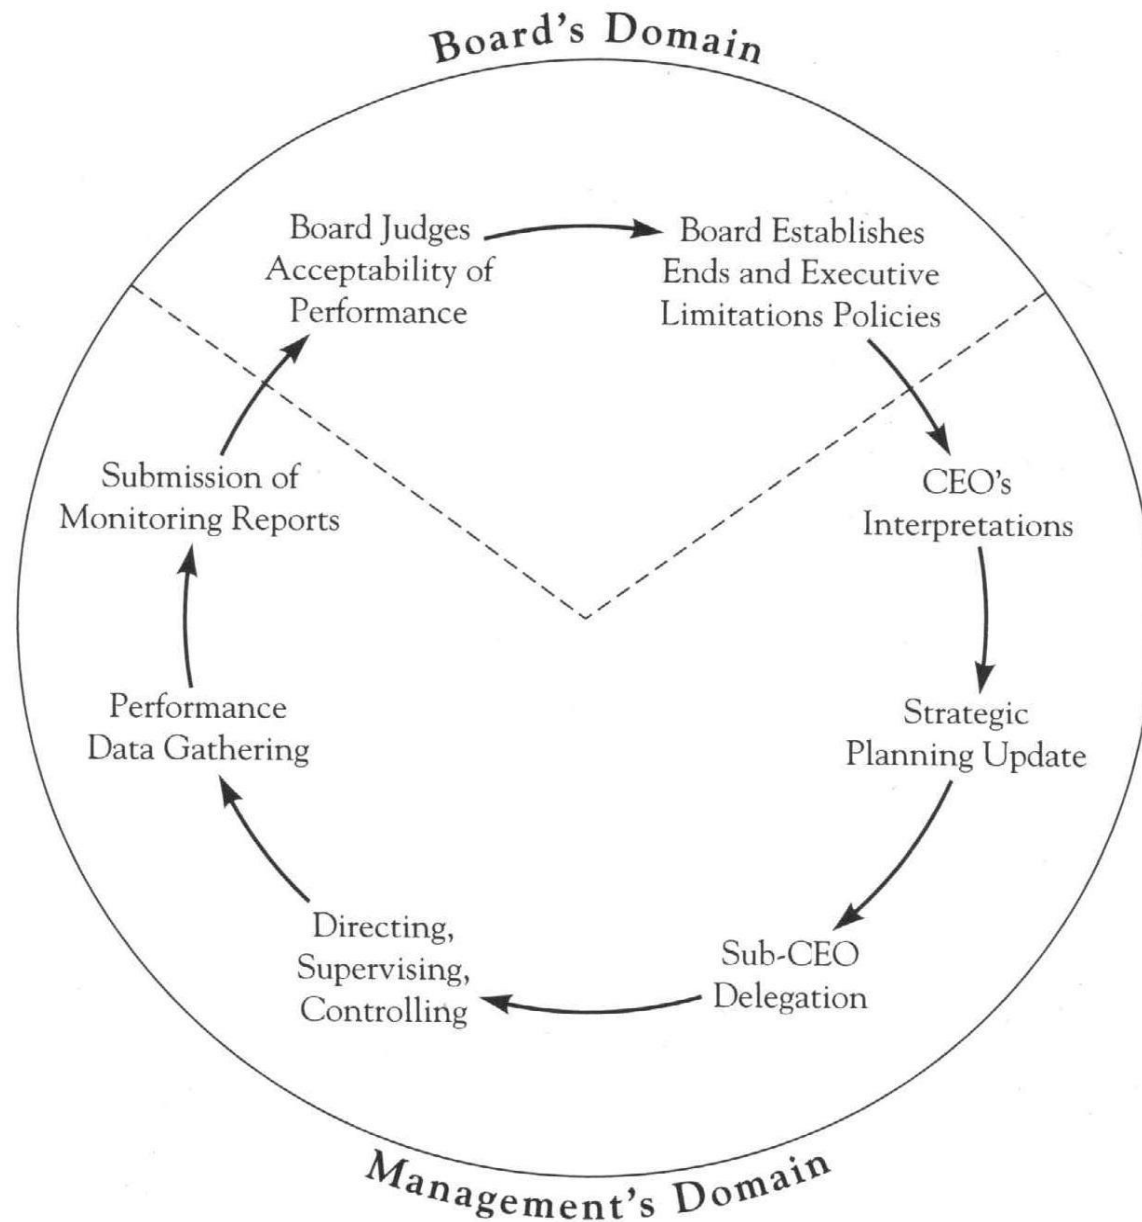 Board's Domain
Board Judges
Acceptability of
Performance
Board Establishes
Ends and Executive
Limitations Policies
CEO's
Interpretations
Strategic
Planning Update
Sub-CEO
Delegation
Directing,
Supervising,
Controlling
Performance
Data Gathering
Submission of
Monitoring Reports
Management's Domain